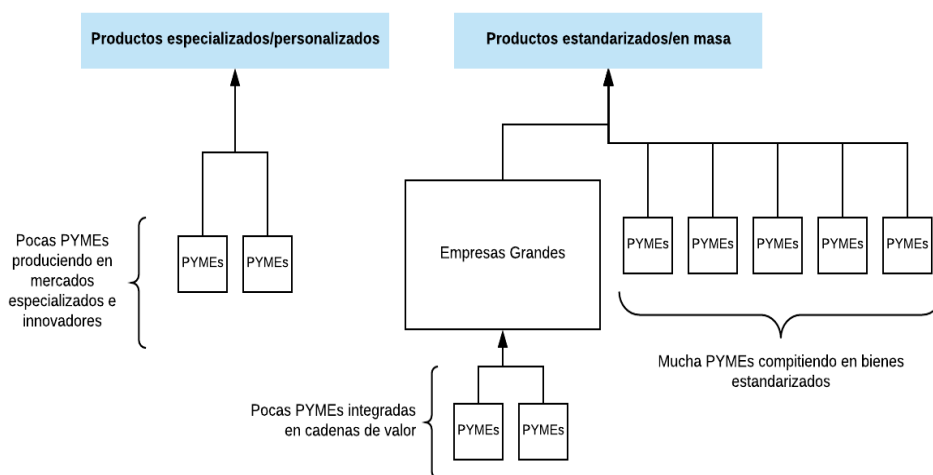 Productos especializados/personalizados
Productos estandarizados/en masa
Pocas PYMEs
produciendo en
mercados
especializados e
innovadores
PYMEs
PYMEs
Empresas Grandes
PYMEs
PYMEs
PYMEs
PYMEs
PYMEs
Mucha PYMEs compitiendo en bienes
estandarizados
Pocas PYMEs integradas
en cadenas de valor
PYMEs
PYMEs